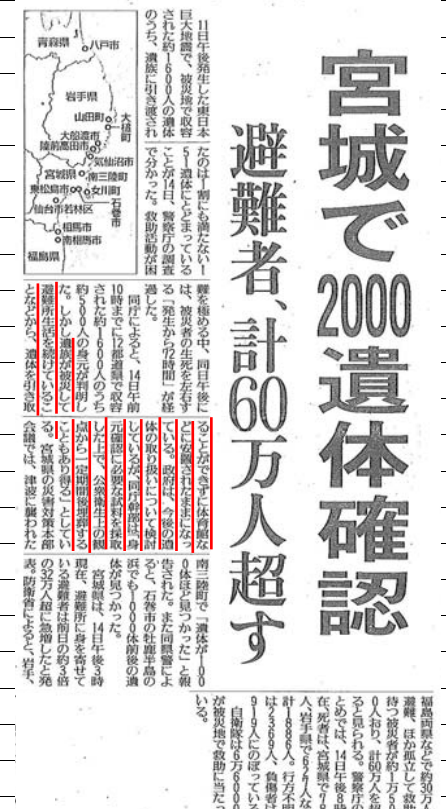 宮城で2000遺体確認
避難者、計60万人超す
11日午後発生した東日本
巨大地震で、被災地で収容
された約1600人の遺体
のうち、遺族に引き渡され
たのは1割にも満たない1
51遺体にとどまっている
ことが14日、警察庁の調査
で分かった。救助活動が困
難を極める中、同日午後に
は、被災者の生死を左右す
る「発生から72時間」が経
過した。
同庁によると、14日午前
10時までに12都道県で収容
された約1600人のうち
約500人の身元が判明し
た。しかし遺族が被災して
避難所生活を続けているこ
となどから、遺体を引き取
ることができずに体育館な
どに安置されたままになっ
ている。政府は、今後の遺
体の取り扱いについて検討
しているが、同庁幹部は「身
元確認に必要な試料を採取
した上で、公衆衛生上の観
点から一定期間後埋葬する
こともあり得る」としてい
る。宮城県の災害対策本部
会議では、津波に襲われた
南三陸町で「遺体が100
0体ほど見つかった」と報
告された。また同県警によ
ると、石巻市の牡鹿半島の
浜でも1000体前後の遺
体が見つかった。
宮城県は、14日午後3時
現在、避難所に身を寄せて
いる避難者は前日の約3倍
の32万人超に急増したと発
表。防衛省によると、岩手、
福島両県などで約30万
避難、ほか孤立して救助
待つ被災者が約1万5
0人おり、計60万を超
ると見られる。警察庁の
とめでは、14日午後8時
在、死者は、宮城県で
人、岩手県で627人な
計1886人。行方不明
は2369人、負傷者は
919人にのぼっている
自衛隊は6万600
が被災地で救助に当たっ
いる。
青森県
八戸市
岩手県
山田町
大槌町
大船渡市
陸前高田市
気仙沼市
宮城県
南三陸町
東松島市
女川町
石巻市
仙台市若林区
相馬市
南相馬市
福島県